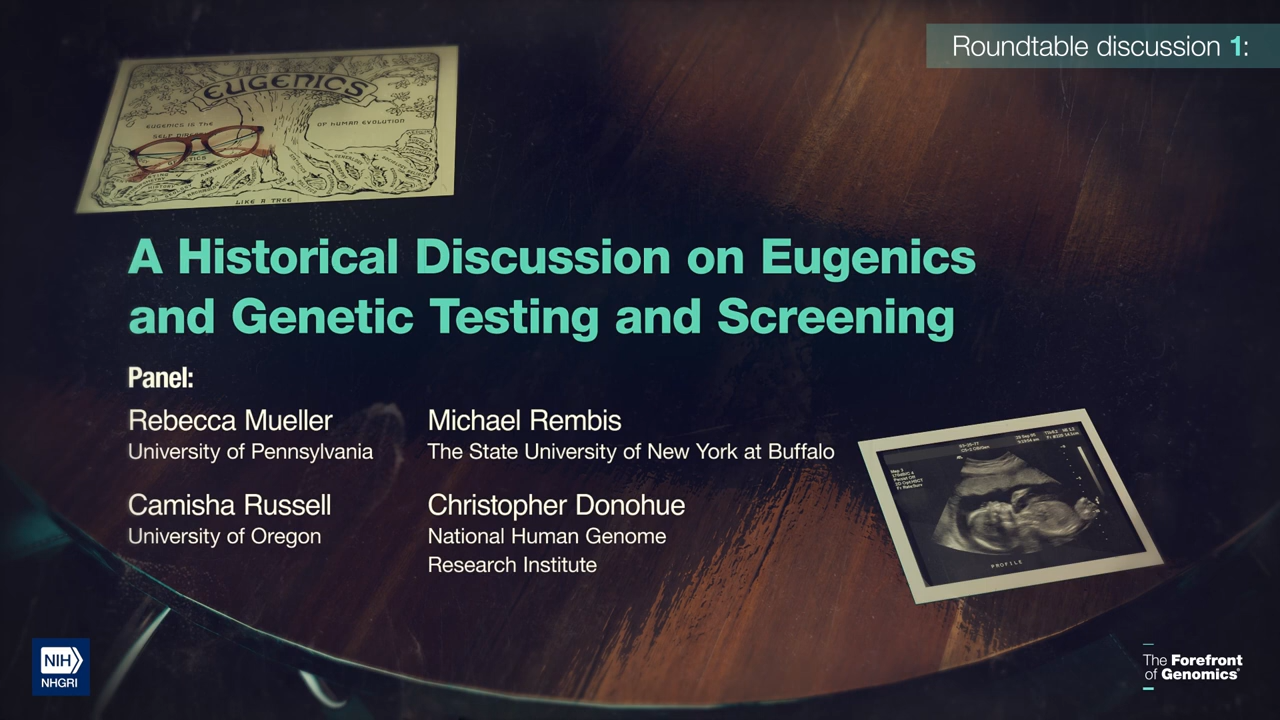 Roundtable discussion 1:
EUGENICS
EUGENICS IS THE
OF HUMAN EVOLUTION
LIKE A TREE
A Historical Discussion on Eugenics
and Genetic Testing and Screening
Panel:
Rebecca Mueller
University of Pennsylvania
Michael Rembis
The State University of New York at Buffalo
Camisha Russell
University of Oregon
Christopher Donohue
National Human Genome
Research Institute
PROFILE
NIH
NHGRI
The Forefront
of Genomics®